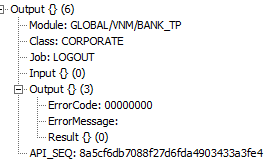 Output {} (6)
Module: GLOBAL/VNM/BANK_TP
Class: CORPORATE
Job: LOGOUT
Input {} (0)
Output {} (3)
ErrorCode: 00000000
ErrorMessage:
Result {} (0)
API_SEQ: 8a5cf6db7088f27d6fda4903433a3fe4